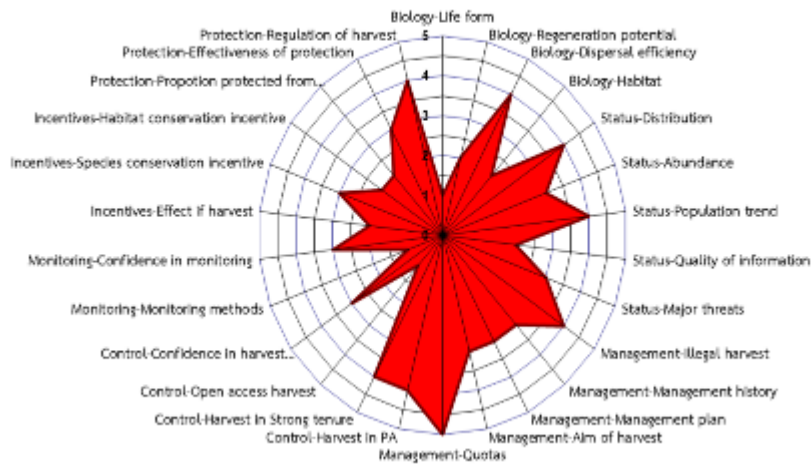 Biology-Life form
Biology-Regeneration potential
Biology-Dispersal efficiency
Biology-Habitat
Status-Distribution
Status-Abundance
Status-Population trend
Status-Quality of information
Status-Major threats
Management-Illegal harvest
Management-Management history
Management-Management plan
Management-Aim of harvest
Management-Quotas
Control-Harvest in PA
Control-Harvest in Strong tenure
Control-Open access harvest
Control-Confidence in harvest...
Monitoring-Monitoring methods
Monitoring-Confidence in monitoring
Incentives-Effect if harvest
Incentives-Species conservation incentive
Incentives-Habitat conservation incentive
Protection-Propotion protected from...
Protection-Effectiveness of protection
Protection-Regulation of harvest
5
4
3
2
1
0